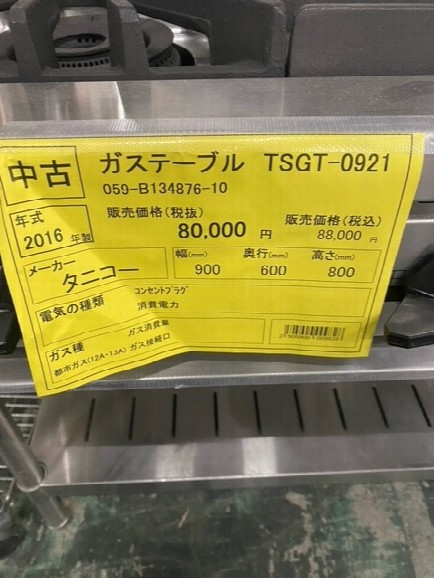 中古
ガステーブル TSGT-0921
059-B134876-10
年式
2016 年製
販売価格(税抜)
80,000 円
販売価格(税込)
88,000 円
メーカー
タニコー
幅(mm) 奥行(mm) 高さ(mm)
900 600 800
電気の種類
コンセントプラグ
消費電力
ガス種
都市ガス(12A・13A)
ガス消費量
ガス接続口